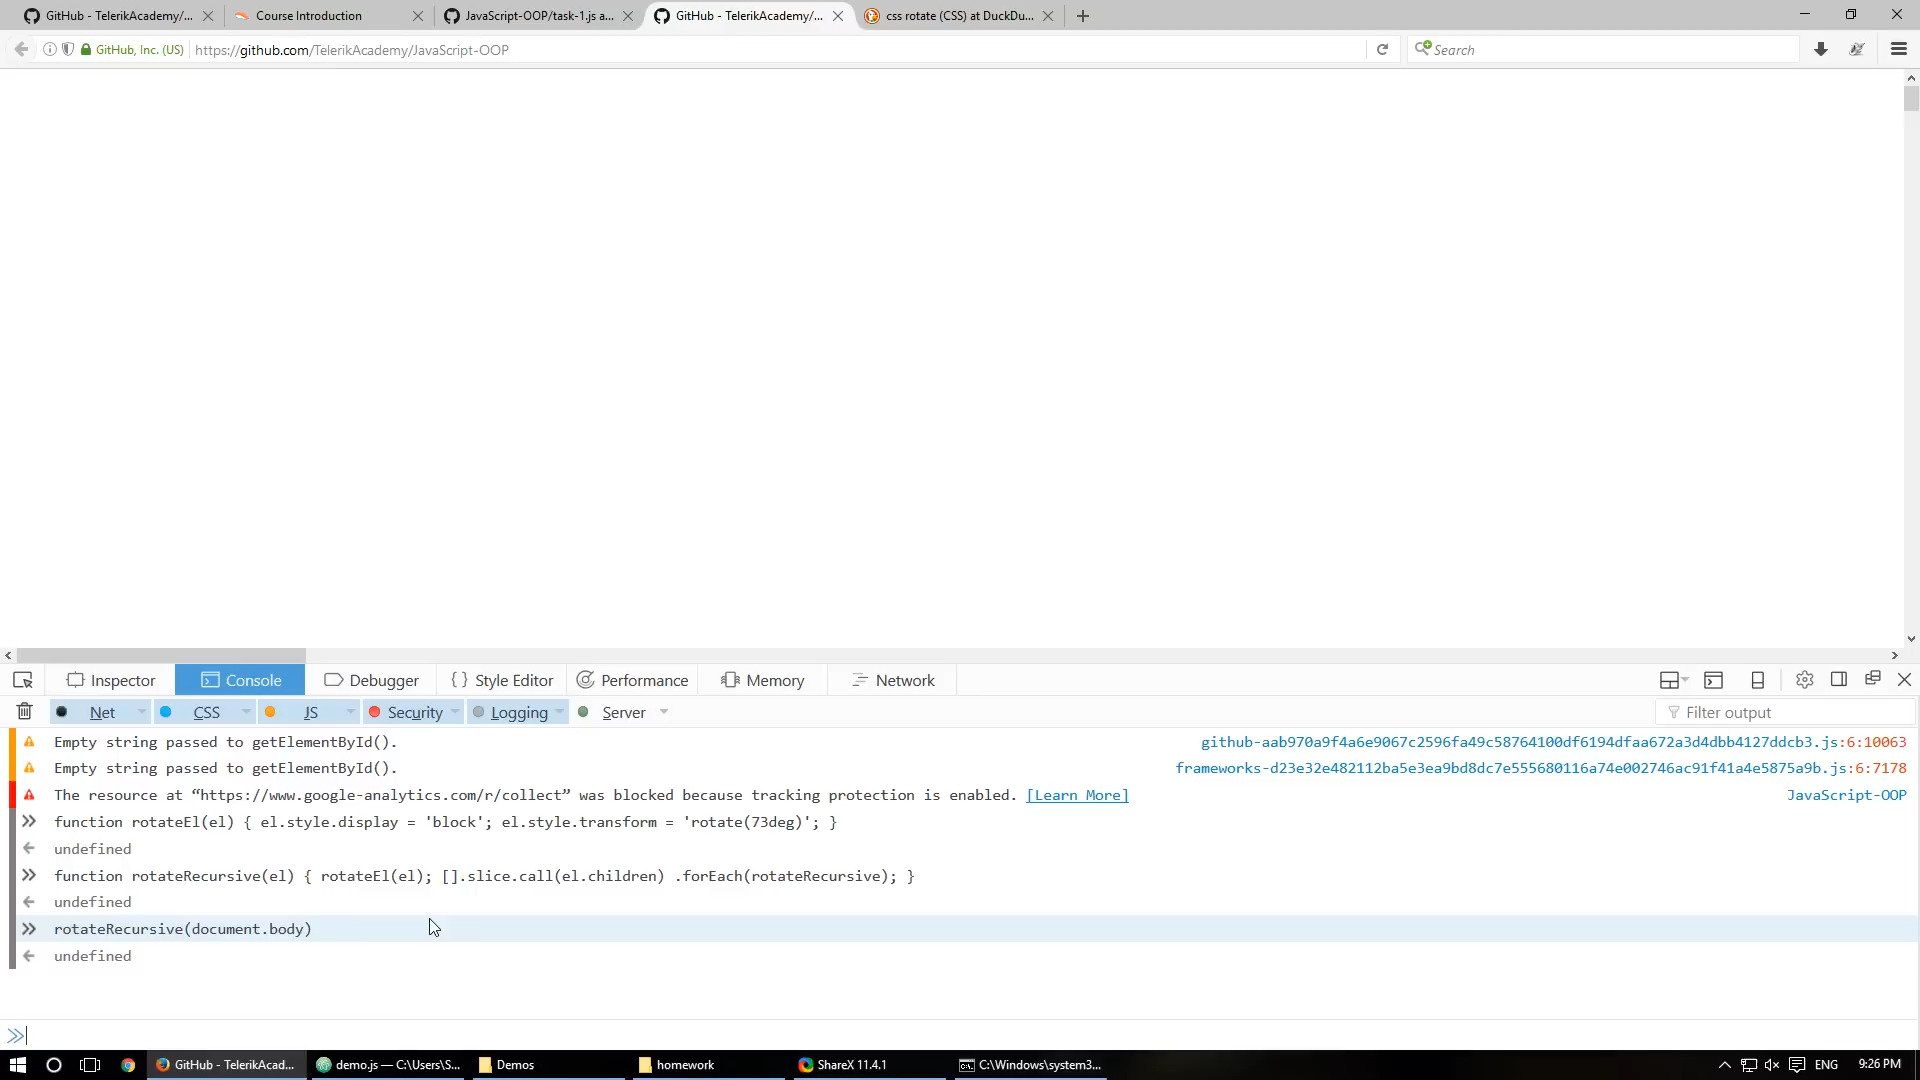 GitHub - TelerikAcademy/...
Course Introduction
JavaScript-OOP/task-1.js a...
GitHub - TelerikAcademy/...
css rotate (CSS) at DuckDu...
GitHub, Inc. (US)
https://github.com/TelerikAcademy/JavaScript-OOP
Search
Inspector
Console
Debugger
Style Editor
Performance
Memory
Network
Net
CSS
JS
Security
Logging
Server
Filter output
Empty string passed to getElementById().
github-aab970a9f4a6e9067c2596fa49c58764100df6194dfaa672a3d4dbb4127ddcb3.js:6:10063
Empty string passed to getElementById().
frameworks-d23e32e482112ba5e3ea9bd8dc7e555680116a74e002746ac91f41a4e5875a9b.js:6:7178
The resource at “https://www.google-analytics.com/r/collect” was blocked because tracking protection is enabled. [Learn More]
JavaScript-OOP
function rotateEl(el) { el.style.display = 'block'; el.style.transform = 'rotate(73deg)'; }
undefined
function rotateRecursive(el) { rotateEl(el); [].slice.call(el.children) .forEach(rotateRecursive); }
undefined
rotateRecursive(document.body)
undefined
GitHub - TelerikAcad...
demo.js — C:\Users\S...
Demos
homework
ShareX 11.4.1
C:\Windows\system3...
ENG
9:26 PM